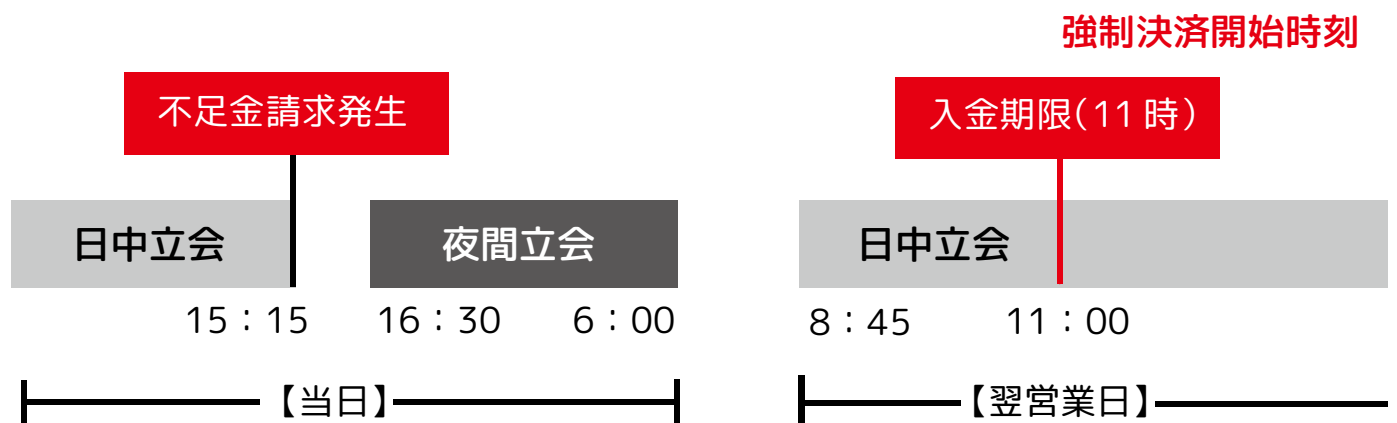 強制決済開始時刻
不足金請求発生
入金期限(11時)
日中立会
夜間立会
日中立会
15:15
16:30
6:00
8:45
11:00
【当日】
【翌営業日】